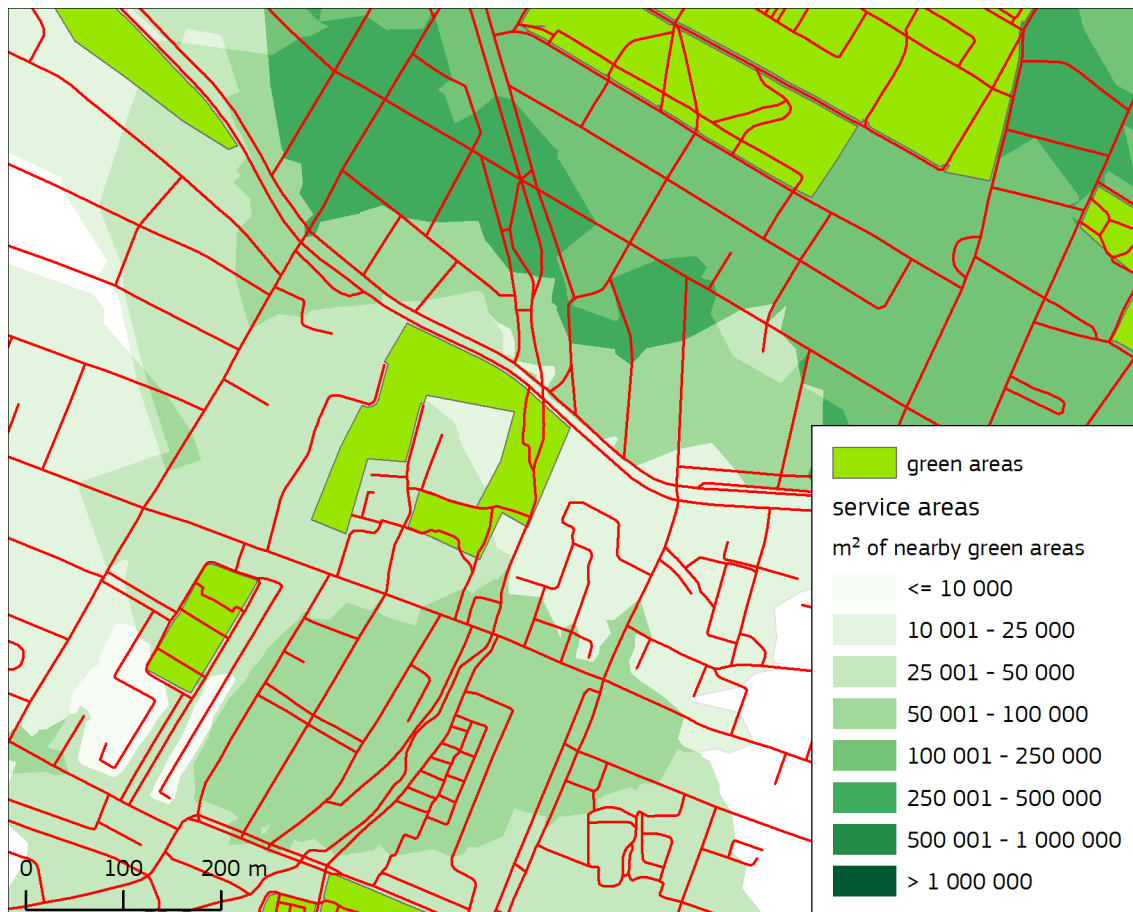 green areas
service areas
m² of nearby green areas
<= 10 000
10 001 - 25 000
25 001 - 50 000
50 001 - 100 000
100 001 - 250 000
250 001 - 500 000
500 001 - 1 000 000
> 1 000 000
0 100 200 m